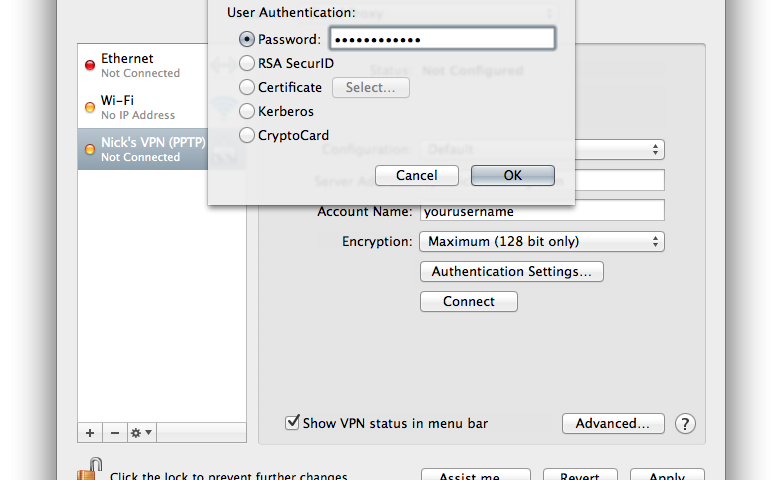 User Authentication:
Password: ••••••••••••
RSA SecurID
Certificate Select...
Kerberos
CryptoCard
Cancel OK
Ethernet
Not Connected
Wi-Fi
No IP Address
Nick's VPN (PPTP)
Not Connected
Status: Not Configured
Configuration: Default
Account Name: yourusername
Encryption: Maximum (128 bit only)
Authentication Settings...
Connect
Show VPN status in menu bar Advanced... ?
Click the lock to prevent further changes.
Assist me... Revert Apply